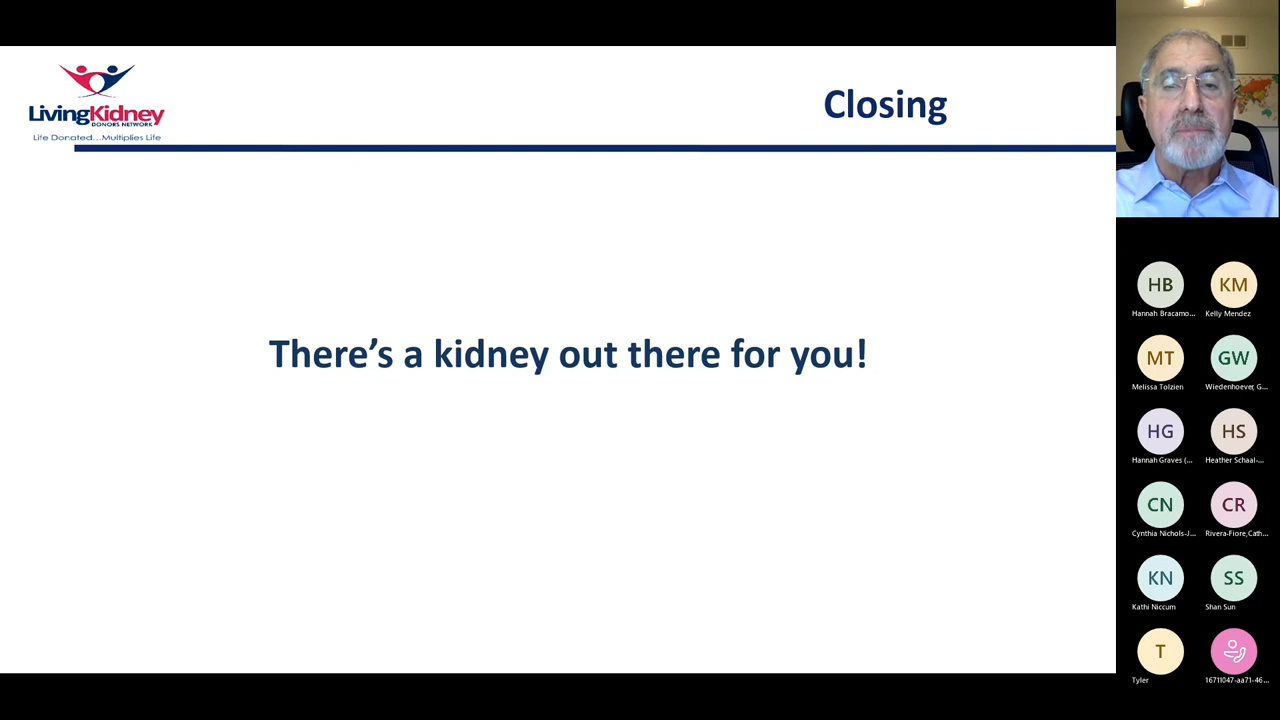 LivingKidney
DONORS NETWORK
Life Donated...Multiplies Life
Closing
There’s a kidney out there for you!
HB
KM
Hannah Bracamo...
Kelly Mendez
MT
GW
Melissa Tolzien
Wiedenhoever, G...
HG
HS
Hannah Graves (...
Heather Schaal-...
CN
CR
Cynthia Nichols-J...
Rivera-Fiore,Cath...
KN
SS
Kathi Niccum
Shan Sun
T
Tyler
16711047-aa71-46...